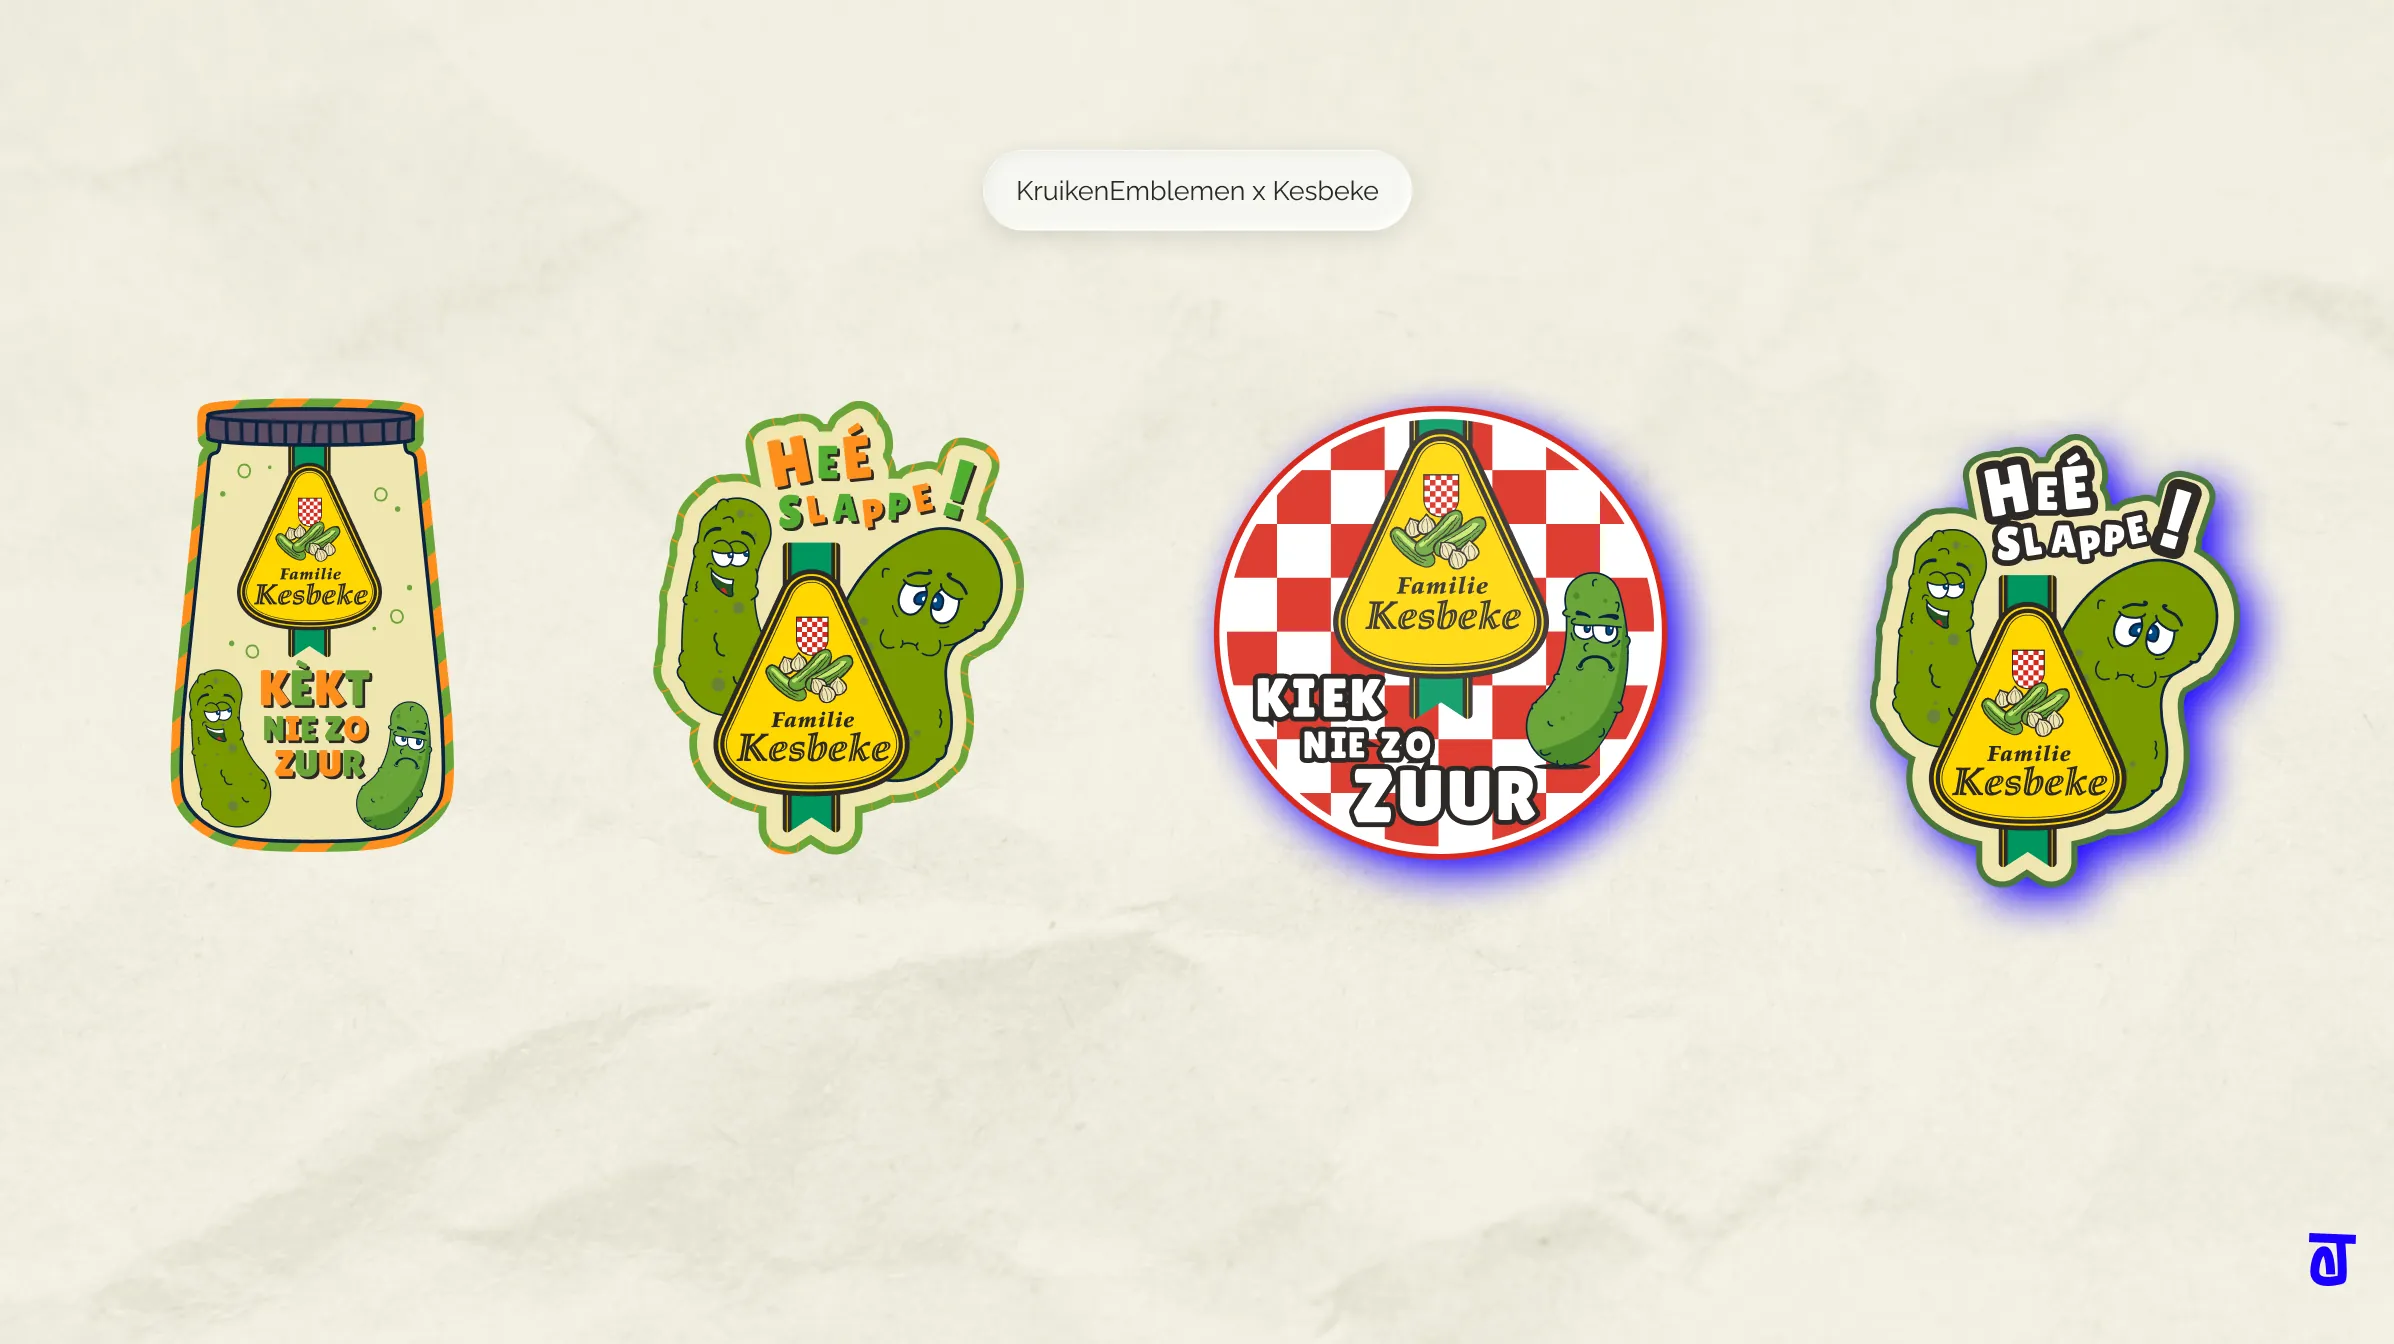 KruikenEmblemen x Kesbeke
Familie
Kesbeke
KÈKT
NIE ZO
ZUUR
HEÉ
SLAPPE!
Familie
Kesbeke
Familie
Kesbeke
KIEK
NIE ZO
ZUUR
HEÉ
SLAPPE!
Familie
Kesbeke